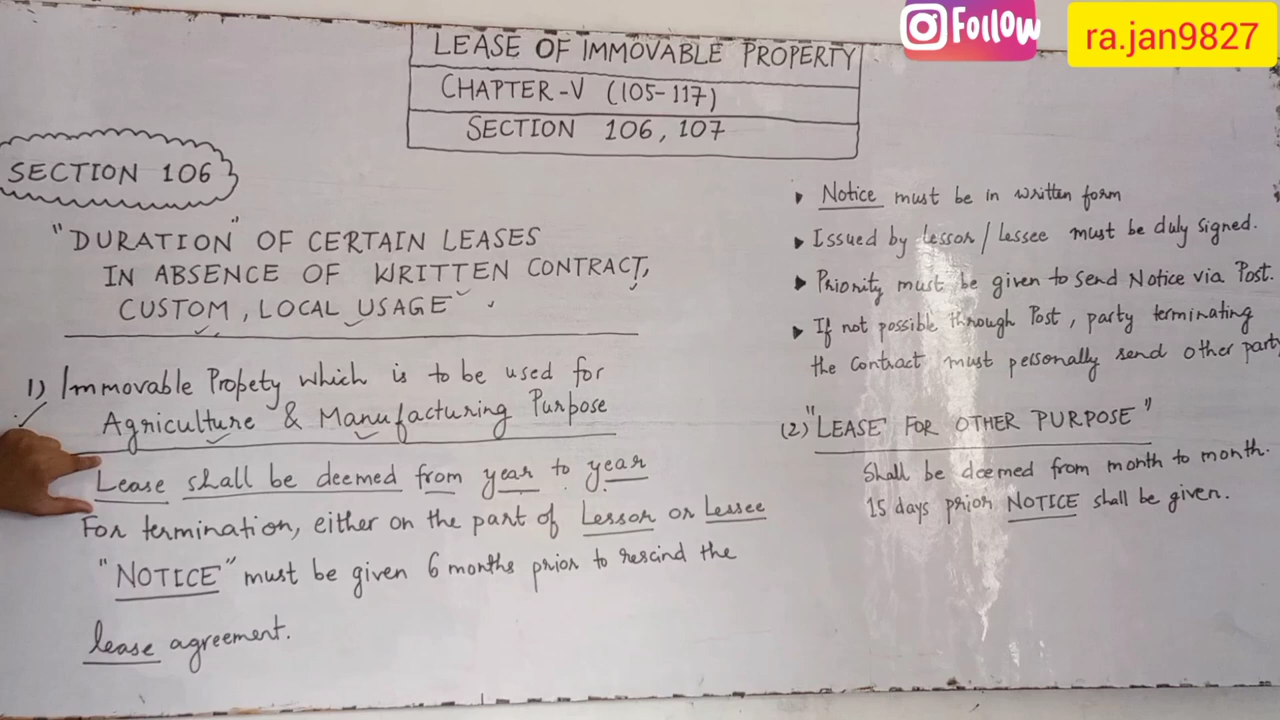 Follow
ra.jan9827
LEASE OF IMMOVABLE PROPERTY
CHAPTER-V (105-117)
SECTION 106, 107
SECTION 106
"DURATION" OF CERTAIN LEASES
IN ABSENCE OF WRITTEN CONTRACT,
CUSTOM, LOCAL USAGE
1) Immovable Propety which is to be used for
Agriculture & Manufacturing Purpose
Lease shall be deemed from year to year
For termination, either on the part of Lessor or Lessee
"NOTICE" must be given 6 months prior to rescind the
lease agreement.
Notice must be in written form
Issued by Lessor/Lessee must be duly signed.
Priority must be given to send Notice via Post.
If not possible through Post, party terminating
the contract must personally send other party
(2) "LEASE FOR OTHER PURPOSE"
Shall be deemed from month to month.
15 days prior NOTICE shall be given.